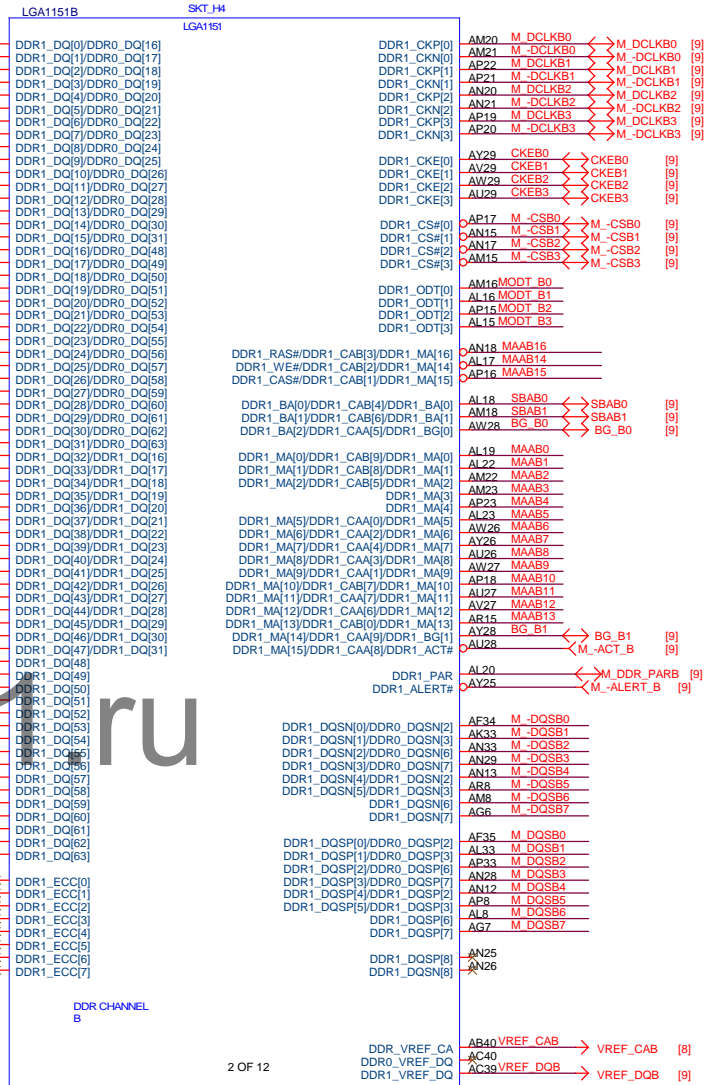 LGA1151B
SKT_H4
LGA1151
DDR1_DQ[0]/DDR0_DQ[16]
DDR1_DQ[1]/DDR0_DQ[17]
DDR1_DQ[2]/DDR0_DQ[18]
DDR1_DQ[3]/DDR0_DQ[19]
DDR1_DQ[4]/DDR0_DQ[20]
DDR1_DQ[5]/DDR0_DQ[21]
DDR1_DQ[6]/DDR0_DQ[22]
DDR1_DQ[7]/DDR0_DQ[23]
DDR1_DQ[8]/DDR0_DQ[24]
DDR1_DQ[9]/DDR0_DQ[25]
DDR1_DQ[10]/DDR0_DQ[26]
DDR1_DQ[11]/DDR0_DQ[27]
DDR1_DQ[12]/DDR0_DQ[28]
DDR1_DQ[13]/DDR0_DQ[29]
DDR1_DQ[14]/DDR0_DQ[30]
DDR1_DQ[15]/DDR0_DQ[31]
DDR1_DQ[16]/DDR0_DQ[48]
DDR1_DQ[17]/DDR0_DQ[49]
DDR1_DQ[18]/DDR0_DQ[50]
DDR1_DQ[19]/DDR0_DQ[51]
DDR1_DQ[20]/DDR0_DQ[52]
DDR1_DQ[21]/DDR0_DQ[53]
DDR1_DQ[22]/DDR0_DQ[54]
DDR1_DQ[23]/DDR0_DQ[55]
DDR1_DQ[24]/DDR0_DQ[56]
DDR1_DQ[25]/DDR0_DQ[57]
DDR1_DQ[26]/DDR0_DQ[58]
DDR1_DQ[27]/DDR0_DQ[59]
DDR1_DQ[28]/DDR0_DQ[60]
DDR1_DQ[29]/DDR0_DQ[61]
DDR1_DQ[30]/DDR0_DQ[62]
DDR1_DQ[31]/DDR0_DQ[63]
DDR1_DQ[32]/DDR1_DQ[16]
DDR1_DQ[33]/DDR1_DQ[17]
DDR1_DQ[34]/DDR1_DQ[18]
DDR1_DQ[35]/DDR1_DQ[19]
DDR1_DQ[36]/DDR1_DQ[20]
DDR1_DQ[37]/DDR1_DQ[21]
DDR1_DQ[38]/DDR1_DQ[22]
DDR1_DQ[39]/DDR1_DQ[23]
DDR1_DQ[40]/DDR1_DQ[24]
DDR1_DQ[41]/DDR1_DQ[25]
DDR1_DQ[42]/DDR1_DQ[26]
DDR1_DQ[43]/DDR1_DQ[27]
DDR1_DQ[44]/DDR1_DQ[28]
DDR1_DQ[45]/DDR1_DQ[29]
DDR1_DQ[46]/DDR1_DQ[30]
DDR1_DQ[47]/DDR1_DQ[31]
DDR1_DQ[48]
DDR1_DQ[49]
DDR1_DQ[50]
DDR1_DQ[51]
DDR1_DQ[52]
DDR1_DQ[53]
DDR1_DQ[54]
DDR1_DQ[55]
DDR1_DQ[56]
DDR1_DQ[57]
DDR1_DQ[58]
DDR1_DQ[59]
DDR1_DQ[60]
DDR1_DQ[61]
DDR1_DQ[62]
DDR1_DQ[63]
DDR1_ECC[0]
DDR1_ECC[1]
DDR1_ECC[2]
DDR1_ECC[3]
DDR1_ECC[4]
DDR1_ECC[5]
DDR1_ECC[6]
DDR1_ECC[7]
DDR CHANNEL
B
2 OF 12
1.ru
DDR1_CKP[0] AM20 M_DCLKB0 M_DCLKB0 [9]
DDR1_CKN[0] AM21 M_-DCLKB0 M_-DCLKB0 [9]
DDR1_CKP[1] AP22 M_DCLKB1 M_DCLKB1 [9]
DDR1_CKN[1] AP21 M_-DCLKB1 M_-DCLKB1 [9]
DDR1_CKP[2] AN20 M_DCLKB2 M_DCLKB2 [9]
DDR1_CKN[2] AN21 M_-DCLKB2 M_-DCLKB2 [9]
DDR1_CKP[3] AP19 M_DCLKB3 M_DCLKB3 [9]
DDR1_CKN[3] AP20 M_-DCLKB3 M_-DCLKB3 [9]
DDR1_CKE[0] AY29 CKEB0 CKEB0 [9]
DDR1_CKE[1] AV29 CKEB1 CKEB1 [9]
DDR1_CKE[2] AW29 CKEB2 CKEB2 [9]
DDR1_CKE[3] AU29 CKEB3 CKEB3 [9]
DDR1_CS#[0] AP17 M_-CSB0 M_-CSB0 [9]
DDR1_CS#[1] AN15 M_-CSB1 M_-CSB1 [9]
DDR1_CS#[2] AN17 M_-CSB2 M_-CSB2 [9]
DDR1_CS#[3] AM15 M_-CSB3 M_-CSB3 [9]
DDR1_ODT[0] AM16 MODT_B0
DDR1_ODT[1] AL16 MODT_B1
DDR1_ODT[2] AP15 MODT_B2
DDR1_ODT[3] AL15 MODT_B3
DDR1_RAS#/DDR1_CAB[3]/DDR1_MA[16] AN18 MAAB16
DDR1_WE#/DDR1_CAB[2]/DDR1_MA[14] AL17 MAAB14
DDR1_CAS#/DDR1_CAB[1]/DDR1_MA[15] AP16 MAAB15
DDR1_BA[0]/DDR1_CAB[4]/DDR1_BA[0] AL18 SBAB0 SBAB0 [9]
DDR1_BA[1]/DDR1_CAB[6]/DDR1_BA[1] AM18 SBAB1 SBAB1 [9]
DDR1_BA[2]/DDR1_CAA[5]/DDR1_BG[0] AW28 BG_B0 BG_B0 [9]
DDR1_MA[0]/DDR1_CAB[9]/DDR1_MA[0] AL19 MAAB0
DDR1_MA[1]/DDR1_CAB[8]/DDR1_MA[1] AL22 MAAB1
DDR1_MA[2]/DDR1_CAB[5]/DDR1_MA[2] AM22 MAAB2
DDR1_MA[3] AM23 MAAB3
DDR1_MA[4] AP23 MAAB4
DDR1_MA[5]/DDR1_CAA[0]/DDR1_MA[5] AL23 MAAB5
DDR1_MA[6]/DDR1_CAA[2]/DDR1_MA[6] AW26 MAAB6
DDR1_MA[7]/DDR1_CAA[4]/DDR1_MA[7] AY26 MAAB7
DDR1_MA[8]/DDR1_CAA[3]/DDR1_MA[8] AU26 MAAB8
DDR1_MA[9]/DDR1_CAA[1]/DDR1_MA[9] AW27 MAAB9
DDR1_MA[10]/DDR1_CAB[7]/DDR1_MA[10] AP18 MAAB10
DDR1_MA[11]/DDR1_CAA[7]/DDR1_MA[11] AU27 MAAB11
DDR1_MA[12]/DDR1_CAA[6]/DDR1_MA[12] AV27 MAAB12
DDR1_MA[13]/DDR1_CAB[0]/DDR1_MA[13] AR15 MAAB13
DDR1_MA[14]/DDR1_CAA[9]/DDR1_BG[1] AY28 BG_B1 BG_B1 [9]
DDR1_MA[15]/DDR1_CAA[8]/DDR1_ACT# AU28 M_-ACT_B [9]
DDR1_PAR AL20 M_DDR_PARB [9]
DDR1_ALERT# AY25 M_-ALERT_B [9]
DDR1_DQSN[0]/DDR0_DQSN[2] AF34 M_-DQSB0
DDR1_DQSN[1]/DDR0_DQSN[3] AK33 M_-DQSB1
DDR1_DQSN[2]/DDR0_DQSN[6] AN33 M_-DQSB2
DDR1_DQSN[3]/DDR0_DQSN[7] AN29 M_-DQSB3
DDR1_DQSN[4]/DDR1_DQSN[2] AN13 M_-DQSB4
DDR1_DQSN[5]/DDR1_DQSN[3] AR8 M_-DQSB5
DDR1_DQSN[6] AM8 M_-DQSB6
DDR1_DQSN[7] AG6 M_-DQSB7
DDR1_DQSP[0]/DDR0_DQSP[2] AF35 M_DQSB0
DDR1_DQSP[1]/DDR0_DQSP[3] AL33 M_DQSB1
DDR1_DQSP[2]/DDR0_DQSP[6] AP33 M_DQSB2
DDR1_DQSP[3]/DDR0_DQSP[7] AN28 M_DQSB3
DDR1_DQSP[4]/DDR1_DQSP[2] AN12 M_DQSB4
DDR1_DQSP[5]/DDR1_DQSP[3] AP8 M_DQSB5
DDR1_DQSP[6] AL8 M_DQSB6
DDR1_DQSP[7] AG7 M_DQSB7
DDR1_DQSP[8] AN25
DDR1_DQSN[8] AN26
DDR_VREF_CA AB40 VREF_CAB VREF_CAB [8]
DDR0_VREF_DQ AC40
DDR1_VREF_DQ AC39 VREF_DQB VREF_DQB [9]